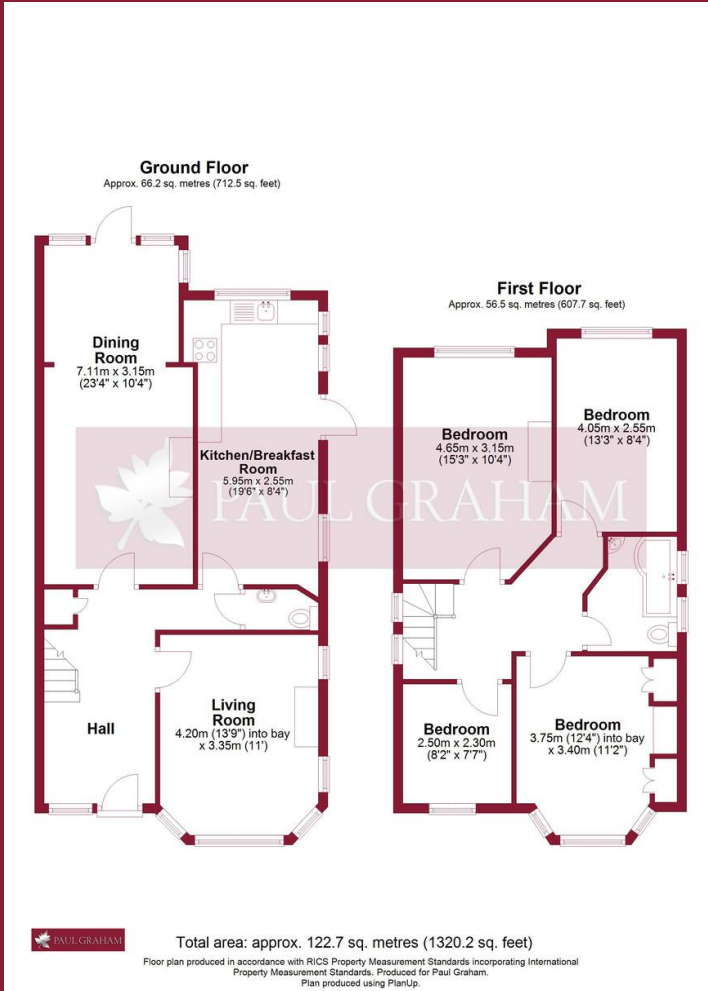 Ground Floor
Approx. 66.2 sq. metres (712.5 sq. feet)
Dining
Room
7.11m x 3.15m
(23'4" x 10'4")
Kitchen/Breakfast
Room
5.95m x 2.55m
(19'6" x 8'4")
Living
Room
4.20m (13'9") into bay
x 3.35m (11')
Hall
First Floor
Approx. 56.5 sq. metres (607.7 sq. feet)
Bedroom
4.65m x 3.15m
(15'3" x 10'4")
Bedroom
4.05m x 2.55m
(13'3" x 8'4")
Bedroom
2.50m x 2.30m
(8'2" x 7'7")
Bedroom
3.75m (12'4") into bay
x 3.40m (11'2")
PAUL GRAHAM
PAUL GRAHAM
Total area: approx. 122.7 sq. metres (1320.2 sq. feet)
Floor plan produced in accordance with RICS Property Measurement Standards incorporating International
Property Measurement Standards. Produced for Paul Graham.
Plan produced using PlanUp.